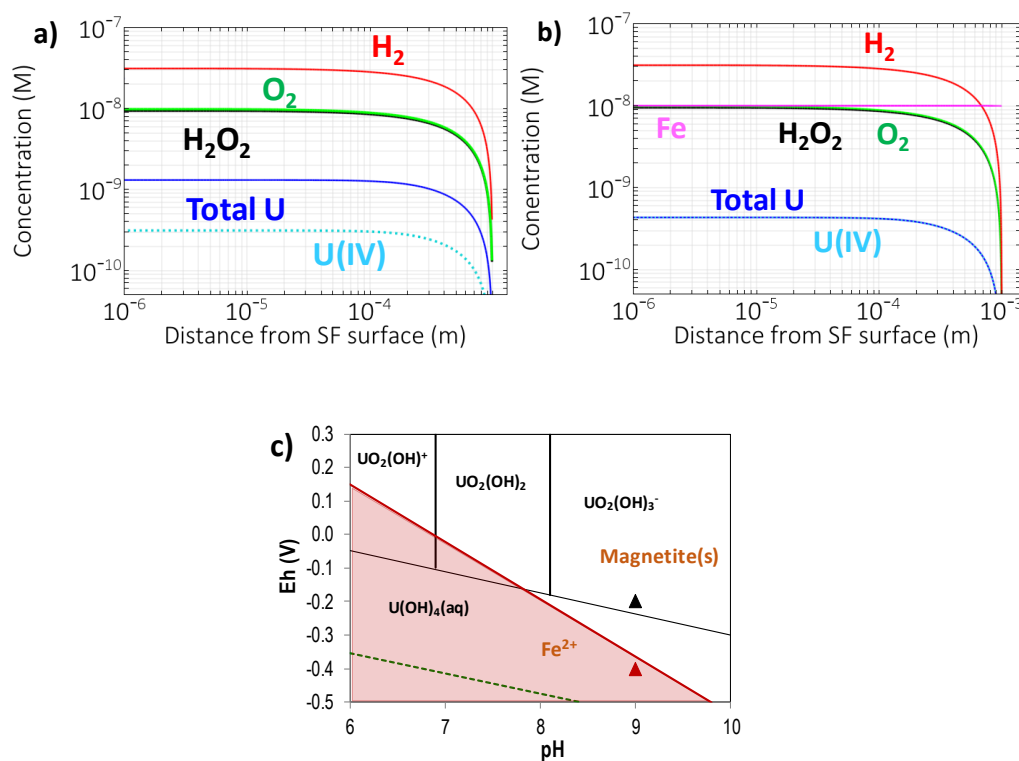 a)
Concentration (M)
10⁻⁷
10⁻⁸
10⁻⁹
10⁻¹⁰
H₂
O₂
H₂O₂
Total U
U(IV)
10⁻⁶ 10⁻⁵ 10⁻⁴
Distance from SF surface (m)
b)
Conentration (M)
10⁻⁷
10⁻⁸
10⁻⁹
10⁻¹⁰
H₂
Fe
H₂O₂ O₂
Total U
U(IV)
10⁻⁶ 10⁻⁵ 10⁻⁴ 10⁻³
Distance from SF surface (m)
c)
Eh (V)
0.3
0.2
0.1
0.0
-0.1
-0.2
-0.3
-0.4
-0.5
UO₂(OH)⁺
UO₂(OH)₂
UO₂(OH)₃⁻
Magnetite(s)
U(OH)₄(aq)
Fe²⁺
6 7 8 9 10
pH